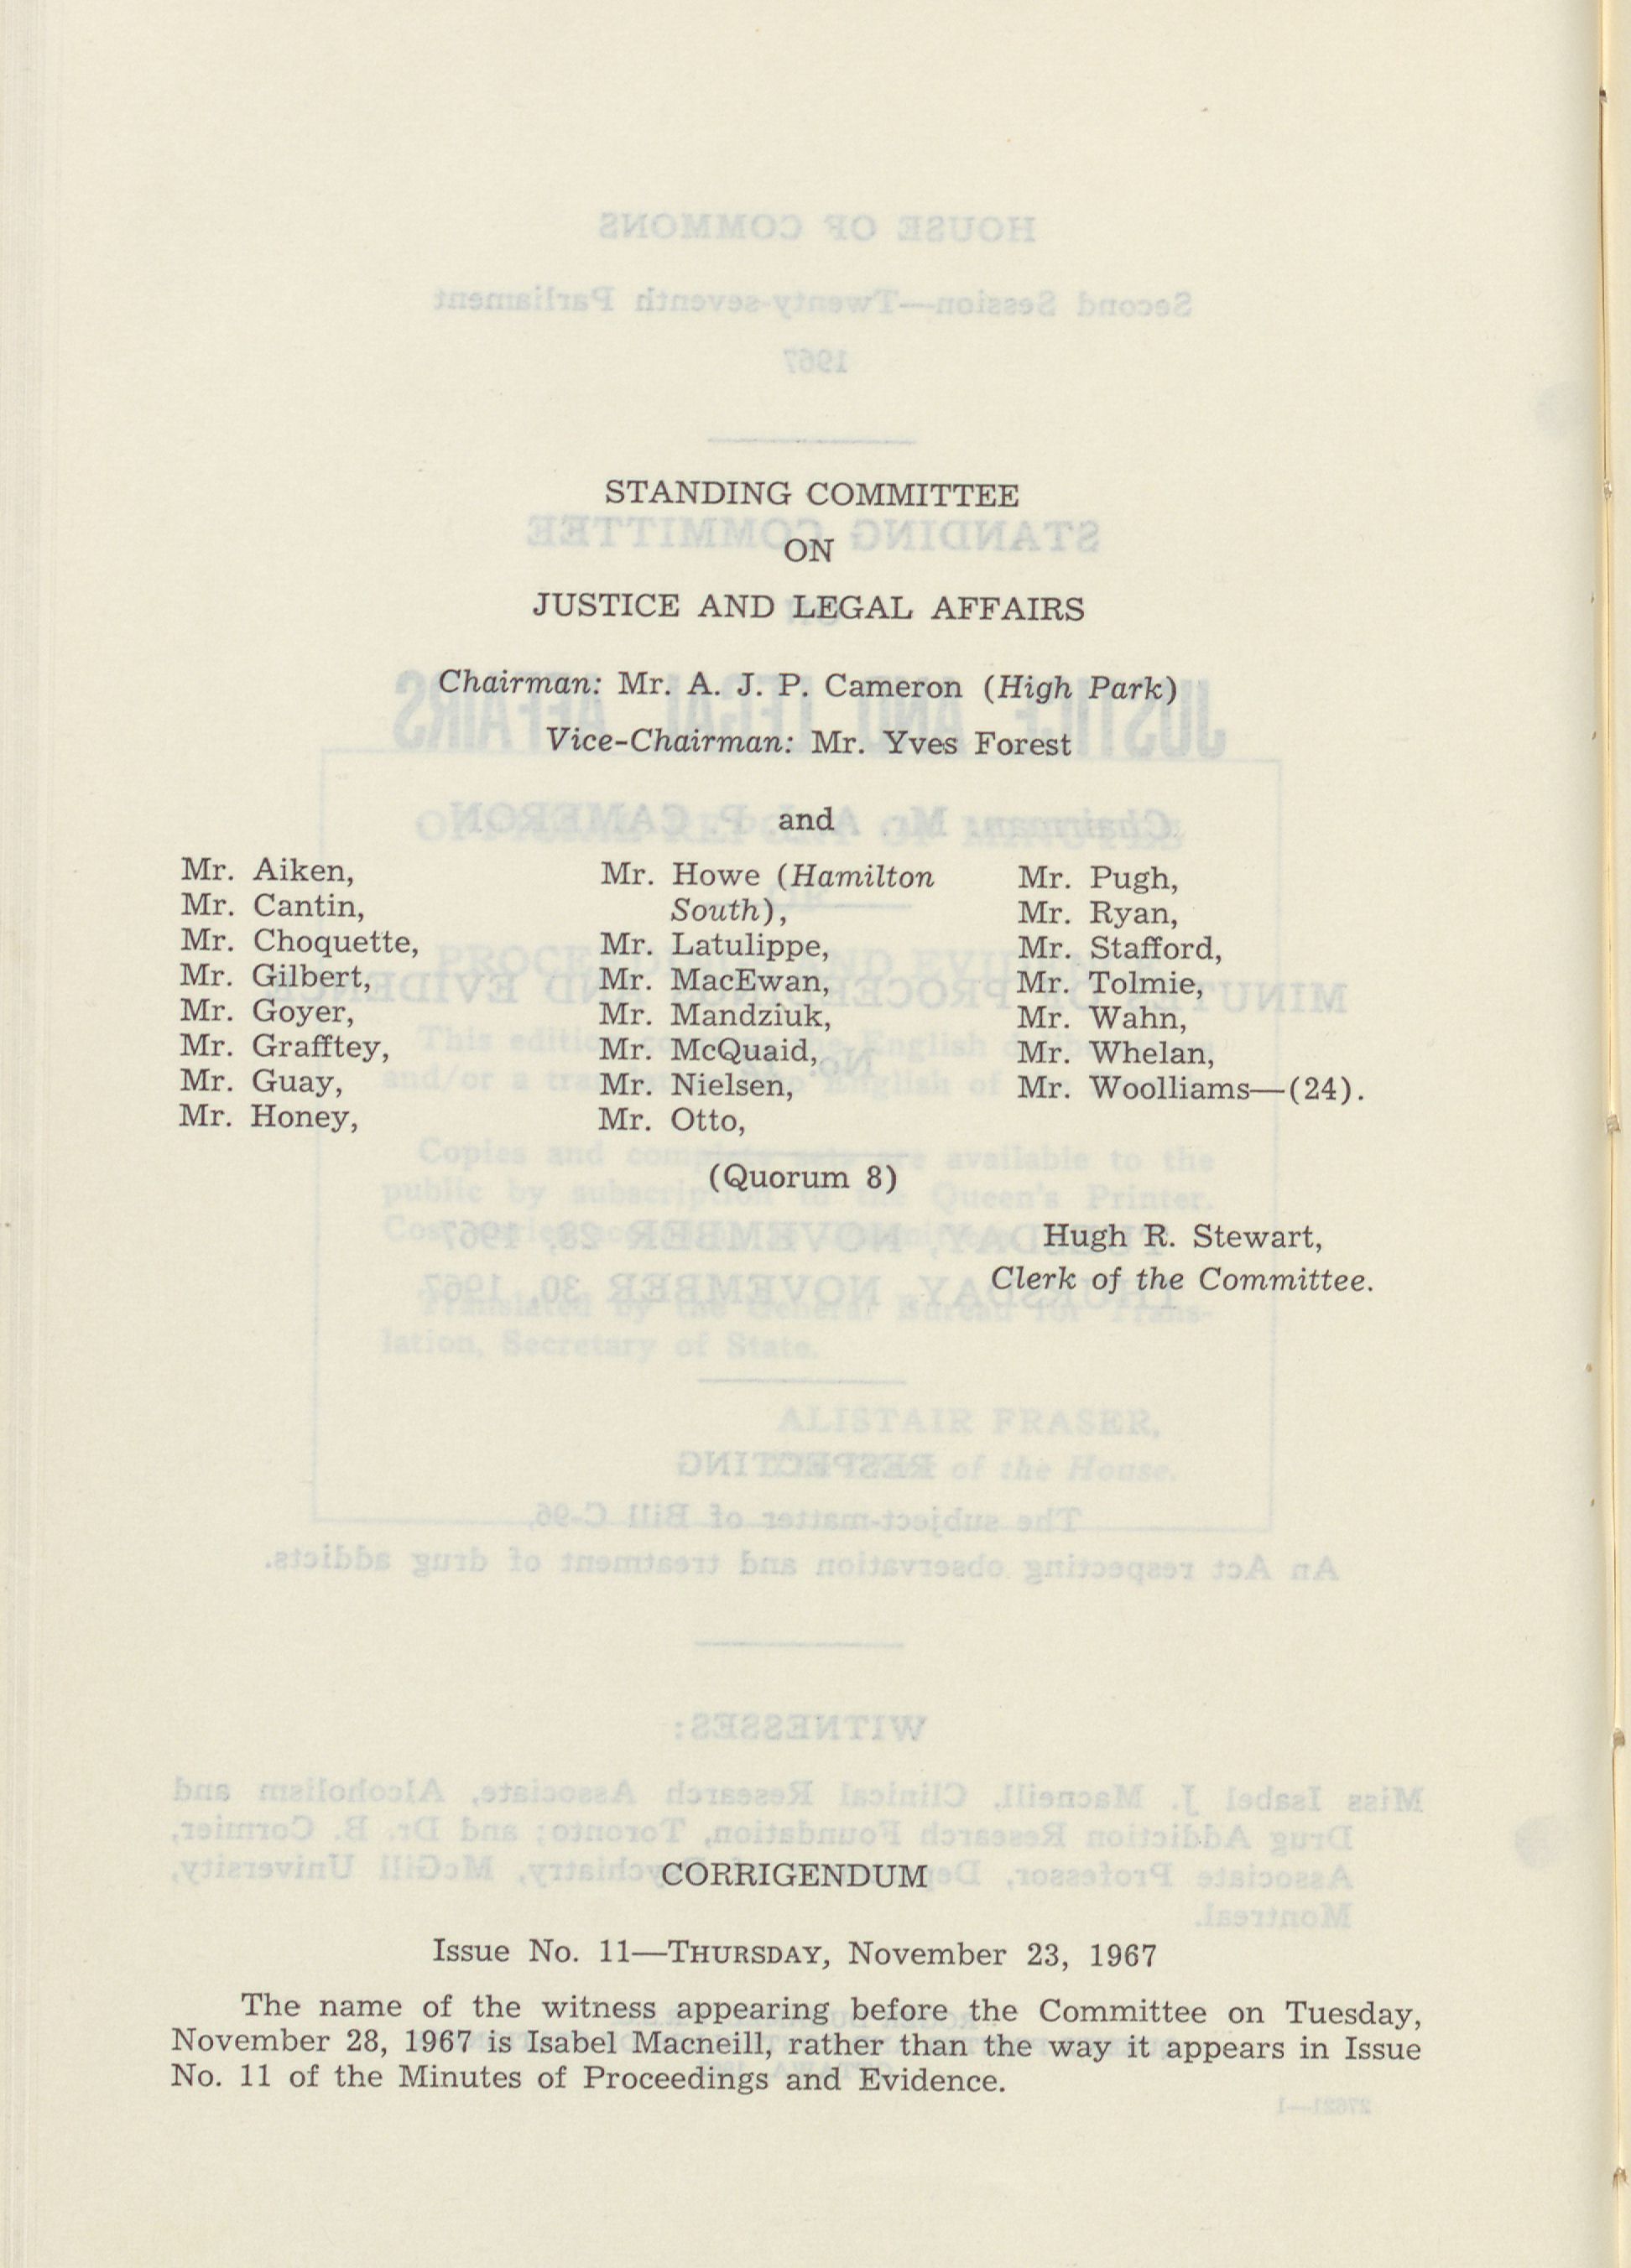 STANDING COMMITTEE
ON
JUSTICE AND LEGAL AFFAIRS
Chairman: Mr. A. J. P. Cameron (High Park)
Vice-Chairman: Mr. Yves Forest
and
Mr. Aiken,
Mr. Cantin,
Mr. Choquette,
Mr. Gilbert,
Mr. Goyer,
Mr. Grafftey,
Mr. Guay,
Mr. Honey,
Mr. Howe (Hamilton
South),
Mr. Latulippe,
Mr. MacEwan,
Mr. Mandziuk,
Mr. McQuaid,
Mr. Nielsen,
Mr. Otto,
Mr. Pugh,
Mr. Ryan,
Mr. Stafford,
Mr. Tolmie,
Mr. Wahn,
Mr. Whelan,
Mr. Woolliams—(24).
(Quorum 8)
Hugh R. Stewart,
Clerk of the Committee.
CORRIGENDUM
Issue No. 11—THURSDAY, November 23, 1967
The name of the witness appearing before the Committee on Tuesday,
November 28, 1967 is Isabel Macneill, rather than the way it appears in Issue
No. 11 of the Minutes of Proceedings and Evidence.